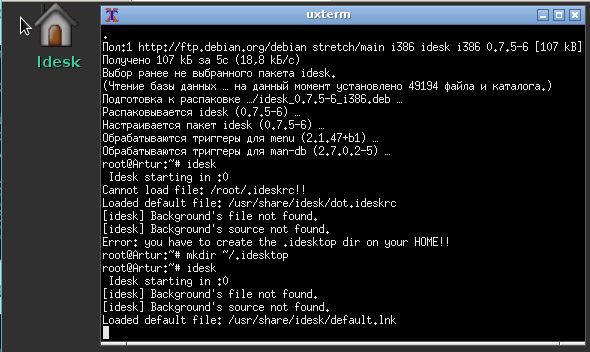 uxterm
Idesk
.
Пол:1 http://ftp.debian.org/debian stretch/main i386 idesk i386 0.7.5-6 [107 kB]
Получено 107 kБ за 5с (18,8 kБ/c)
Выбор ранее не выбранного пакета idesk.
(Чтение базы данных … на данный момент установлено 49194 файла и каталога.)
Подготовка к распаковке …/idesk_0.7.5-6_i386.deb …
Распаковывается idesk (0.7.5-6) …
Настраивается пакет idesk (0.7.5-6) …
Обрабатываются триггеры для menu (2.1.47+b1) …
Обрабатываются триггеры для man-db (2.7.0.2-5) …
root@Artur:~# idesk
Idesk starting in :0
Cannot load file: /root/.ideskrc!!
Loaded default file: /usr/share/idesk/dot.ideskrc
[idesk] Background's file not found.
[idesk] Background's source not found.
Error: you have to create the .idesktop dir on your HOME!!
root@Artur:~# mkdir ~/.idesktop
root@Artur:~# idesk
Idesk starting in :0
[idesk] Background's file not found.
[idesk] Background's source not found.
Loaded default file: /usr/share/idesk/default.lnk